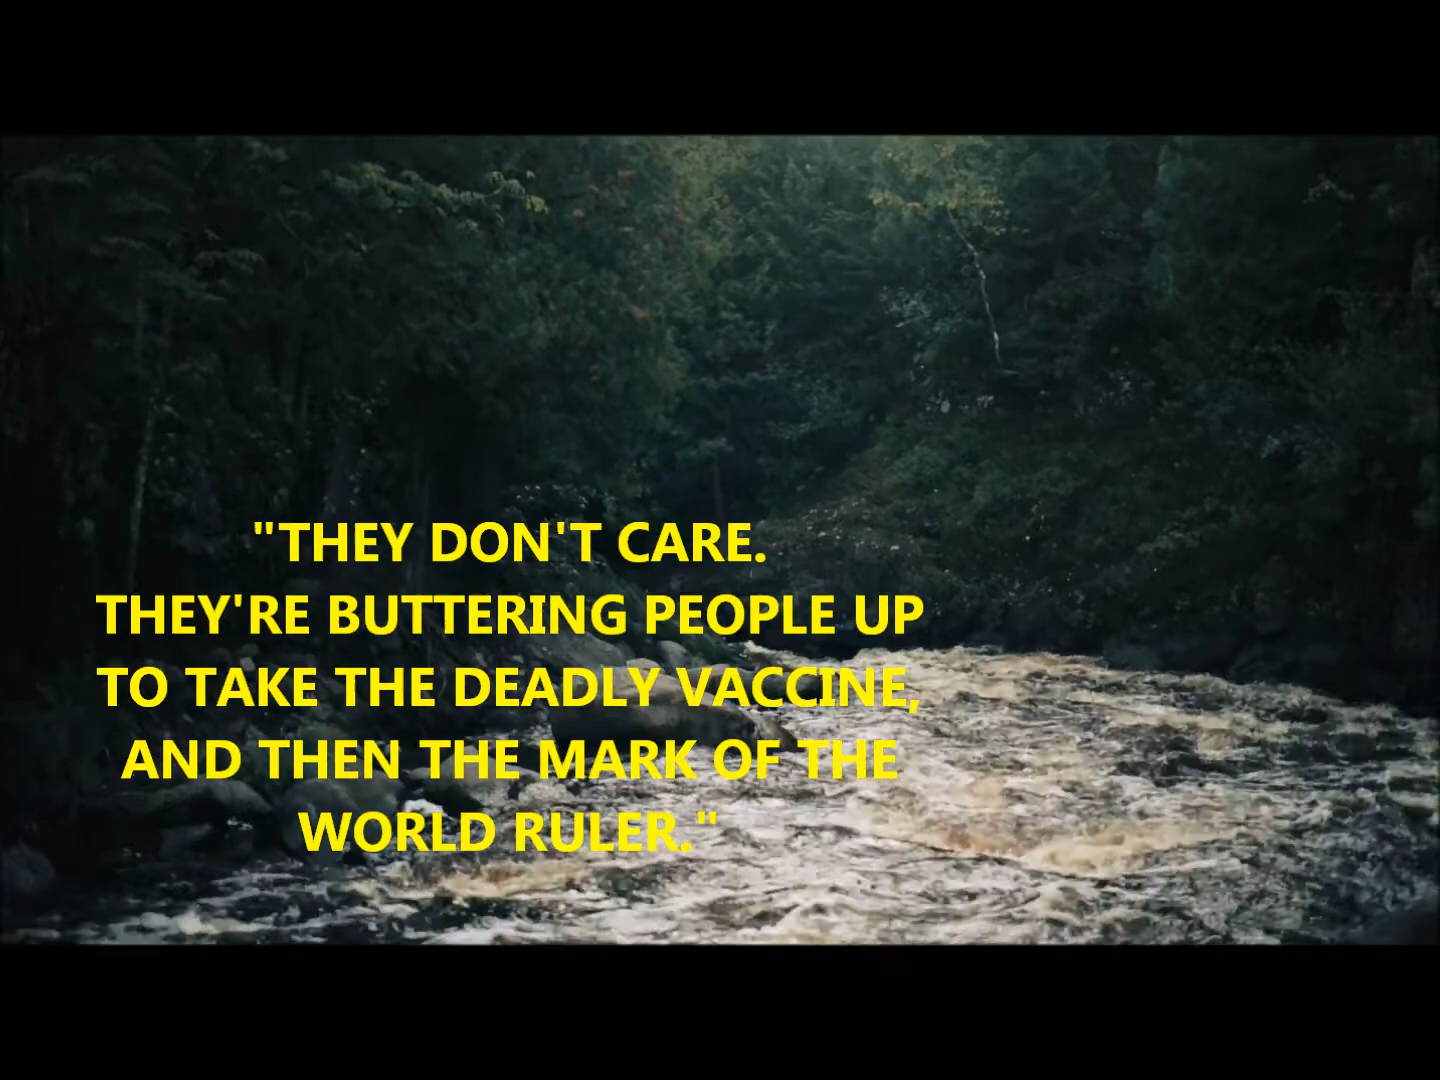 "THEY DON'T CARE.
THEY'RE BUTTERING PEOPLE UP
TO TAKE THE DEADLY VACCINE,
AND THEN THE MARK OF THE
WORLD RULER."